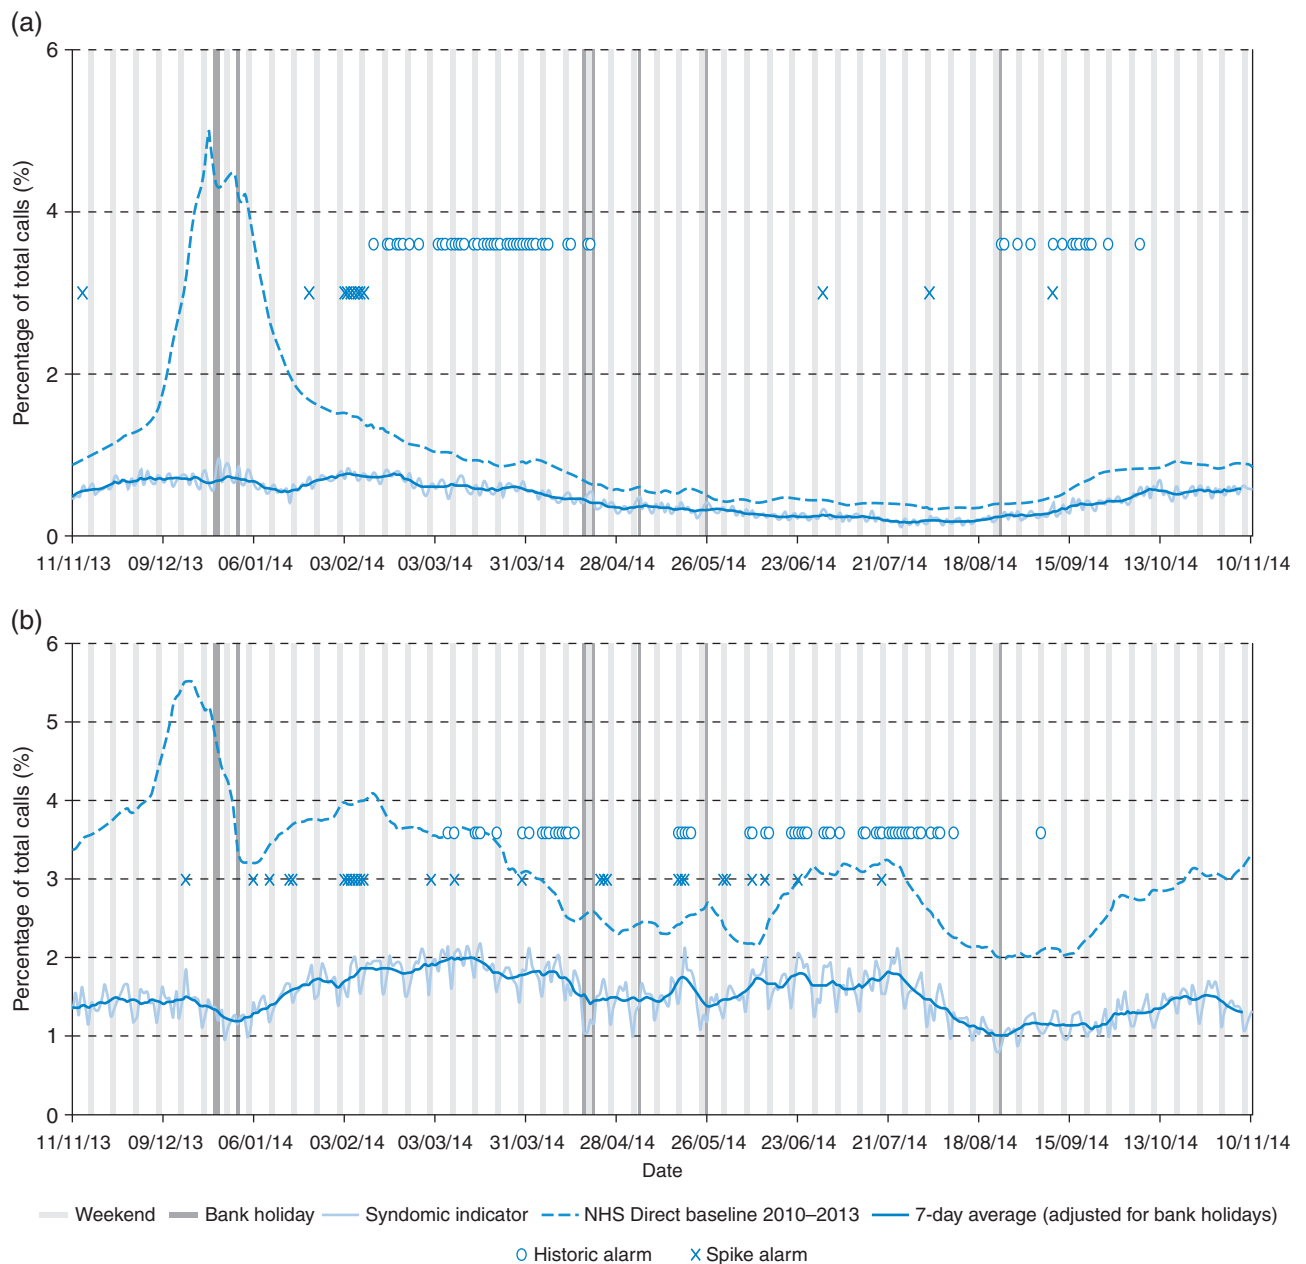 (a)
Percentage of total calls (%)
6
4
2
0
11/11/13 09/12/13 06/01/14 03/02/14 03/03/14 31/03/14 28/04/14 26/05/14 23/06/14 21/07/14 18/08/14 15/09/14 13/10/14 10/11/14
(b)
Percentage of total calls (%)
6
5
4
3
2
1
0
11/11/13 09/12/13 06/01/14 03/02/14 03/03/14 31/03/14 28/04/14 26/05/14 23/06/14 21/07/14 18/08/14 15/09/14 13/10/14 10/11/14
Date
Weekend Bank holiday Syndomic indicator NHS Direct baseline 2010–2013 7-day average (adjusted for bank holidays)
Historic alarm Spike alarm